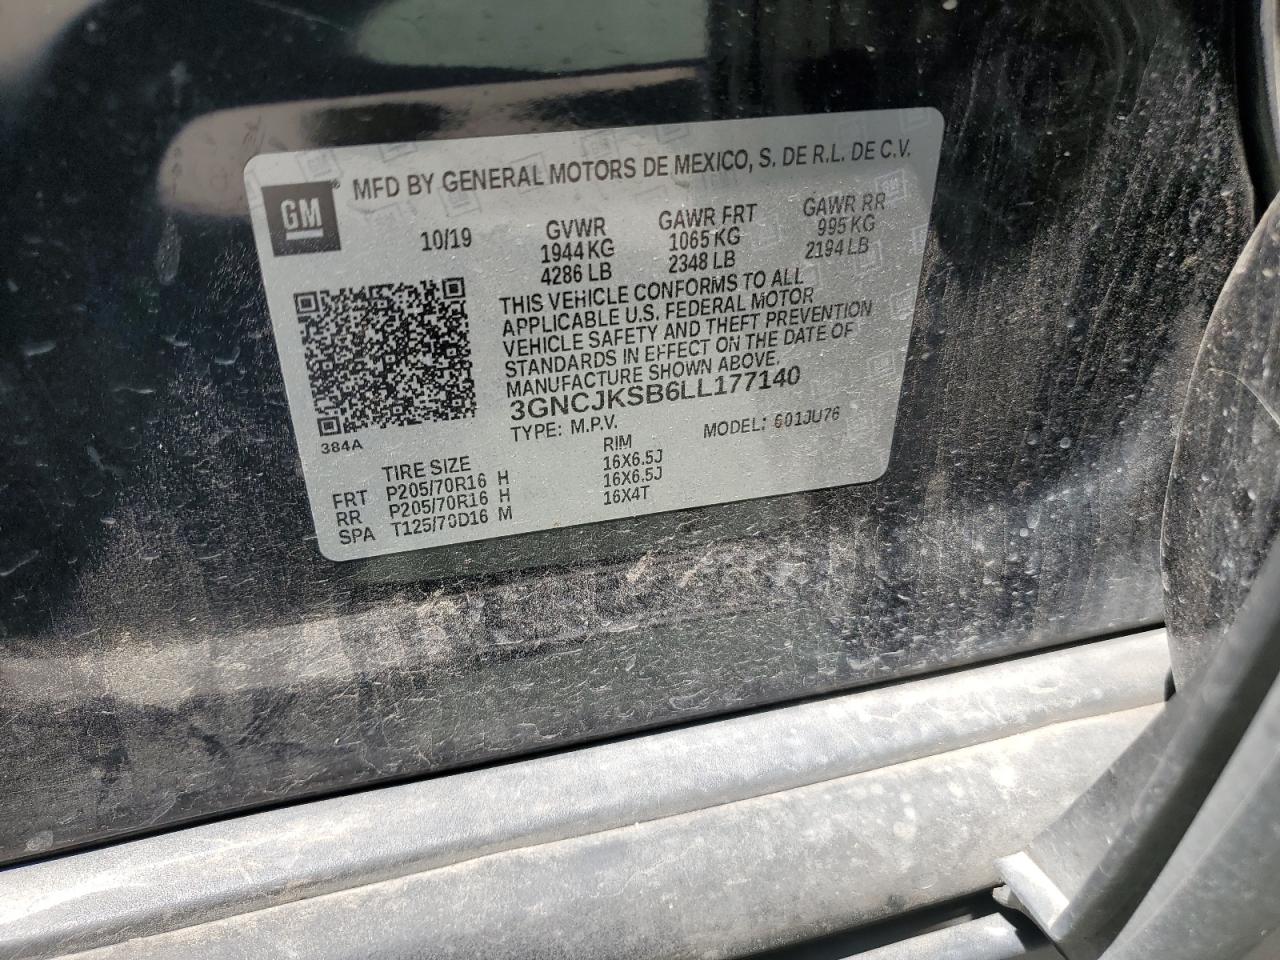 GM
MFD BY GENERAL MOTORS DE MEXICO, S. DE R.L. DE C.V.
10/19
GVWR GAWR FRT GAWR RR
1944 KG 1065 KG 995 KG
4286 LB 2348 LB 2194 LB
THIS VEHICLE CONFORMS TO ALL
APPLICABLE U.S. FEDERAL MOTOR
VEHICLE SAFETY AND THEFT PREVENTION
STANDARDS IN EFFECT ON THE DATE OF
MANUFACTURE SHOWN ABOVE.
3GNCJKSB6LL177140
TYPE: M.P.V. MODEL: 601JU76
384A
TIRE SIZE RIM
FRT P205/70R16 H 16X6.5J
RR P205/70R16 H 16X6.5J
SPA T125/70D16 M 16X4T